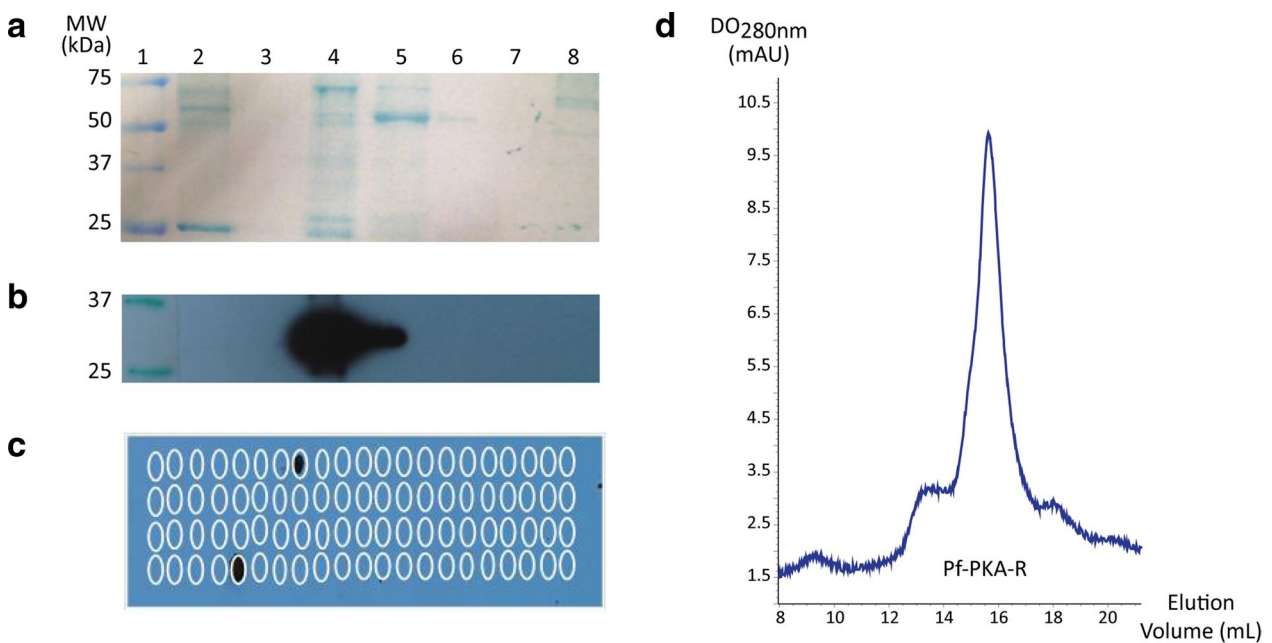 a
MW
(kDa)
1 2 3 4 5 6 7 8
75
50
37
25
b
37
25
c
d
DO280nm
(mAU)
10.5
9.5
8.5
7.5
6.5
5.5
4.5
3.5
2.5
1.5
Pf-PKA-R
8 10 12 14 16 18 20
Elution
Volume (mL)